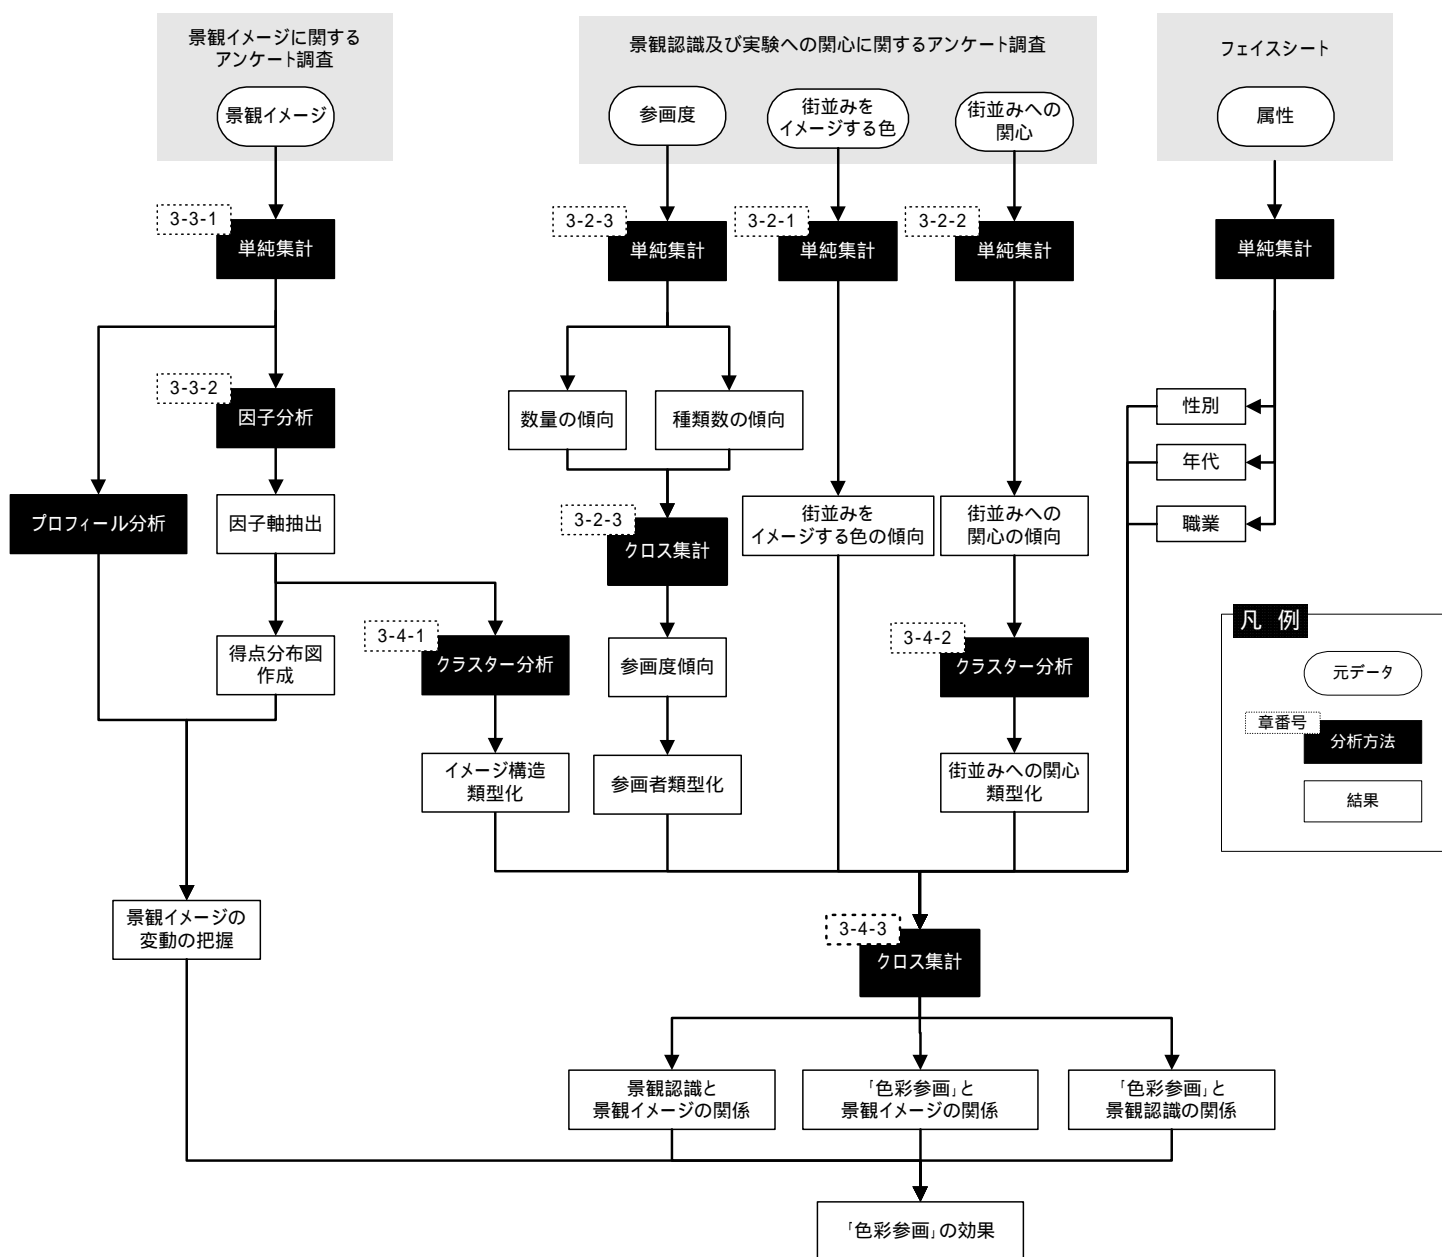 景観イメージに関する
アンケート調査
景観イメージ
景観認識及び実験への関心に関するアンケート調査
参画度
街並みを
イメージする色
街並みへの
関心
フェイスシート
属性
3-3-1
単純集計
3-2-3
単純集計
3-2-1
単純集計
3-2-2
単純集計
単純集計
3-3-2
因子分析
数量の傾向
種類数の傾向
性別
年代
職業
プロフィール分析
因子軸抽出
3-2-3
クロス集計
街並みを
イメージする色の傾向
街並みへの
関心の傾向
得点分布図
作成
3-4-1
クラスター分析
参画度傾向
3-4-2
クラスター分析
イメージ構造
類型化
参画者類型化
街並みへの関心
類型化
凡 例
元データ
章番号
分析方法
結果
景観イメージの
変動の把握
3-4-3
クロス集計
景観認識と
景観イメージの関係
「色彩参画」と
景観イメージの関係
「色彩参画」と
景観認識の関係
「色彩参画」の効果